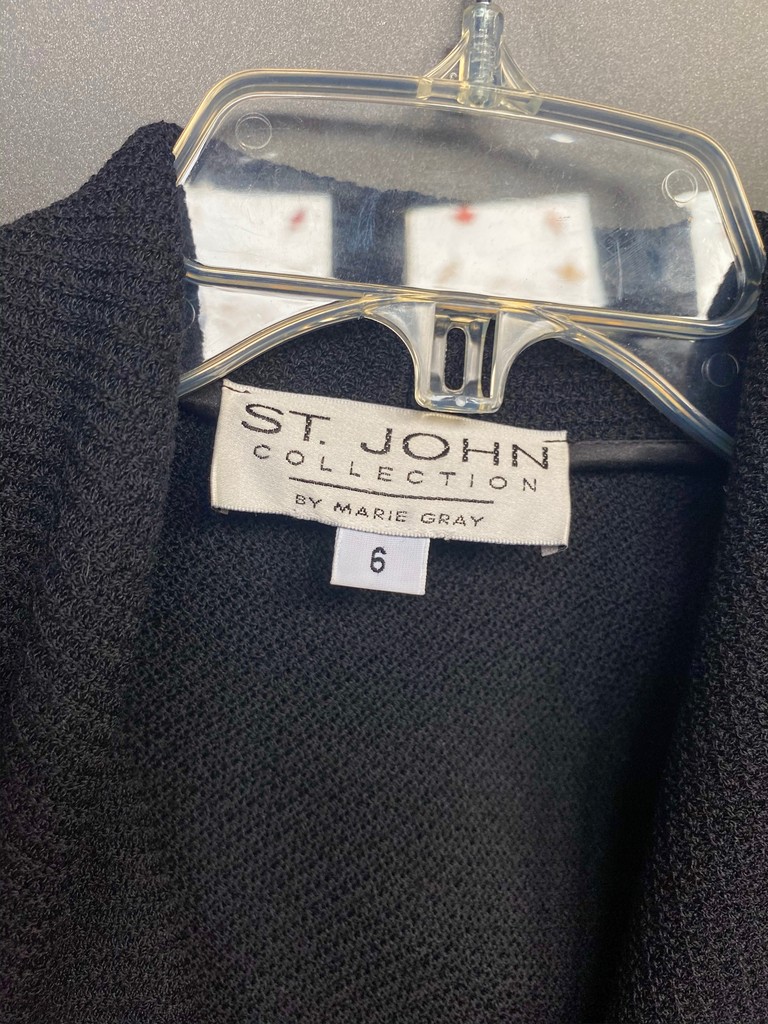 ST. JOHN
COLLECTION
BY MARIE GRAY
6